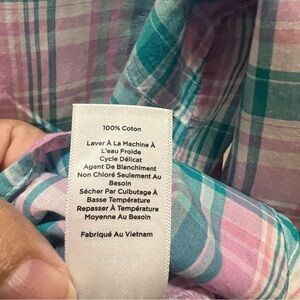 100% Coton
Laver À La Machine À
L'eau Froide
Cycle Délicat
Agent De Blanchiment
Non Chloré Seulement Au
Besoin
Sécher Par Culbutage À
Basse Température
Repasser À Température
Moyenne Au Besoin
Fabriqué Au Vietnam